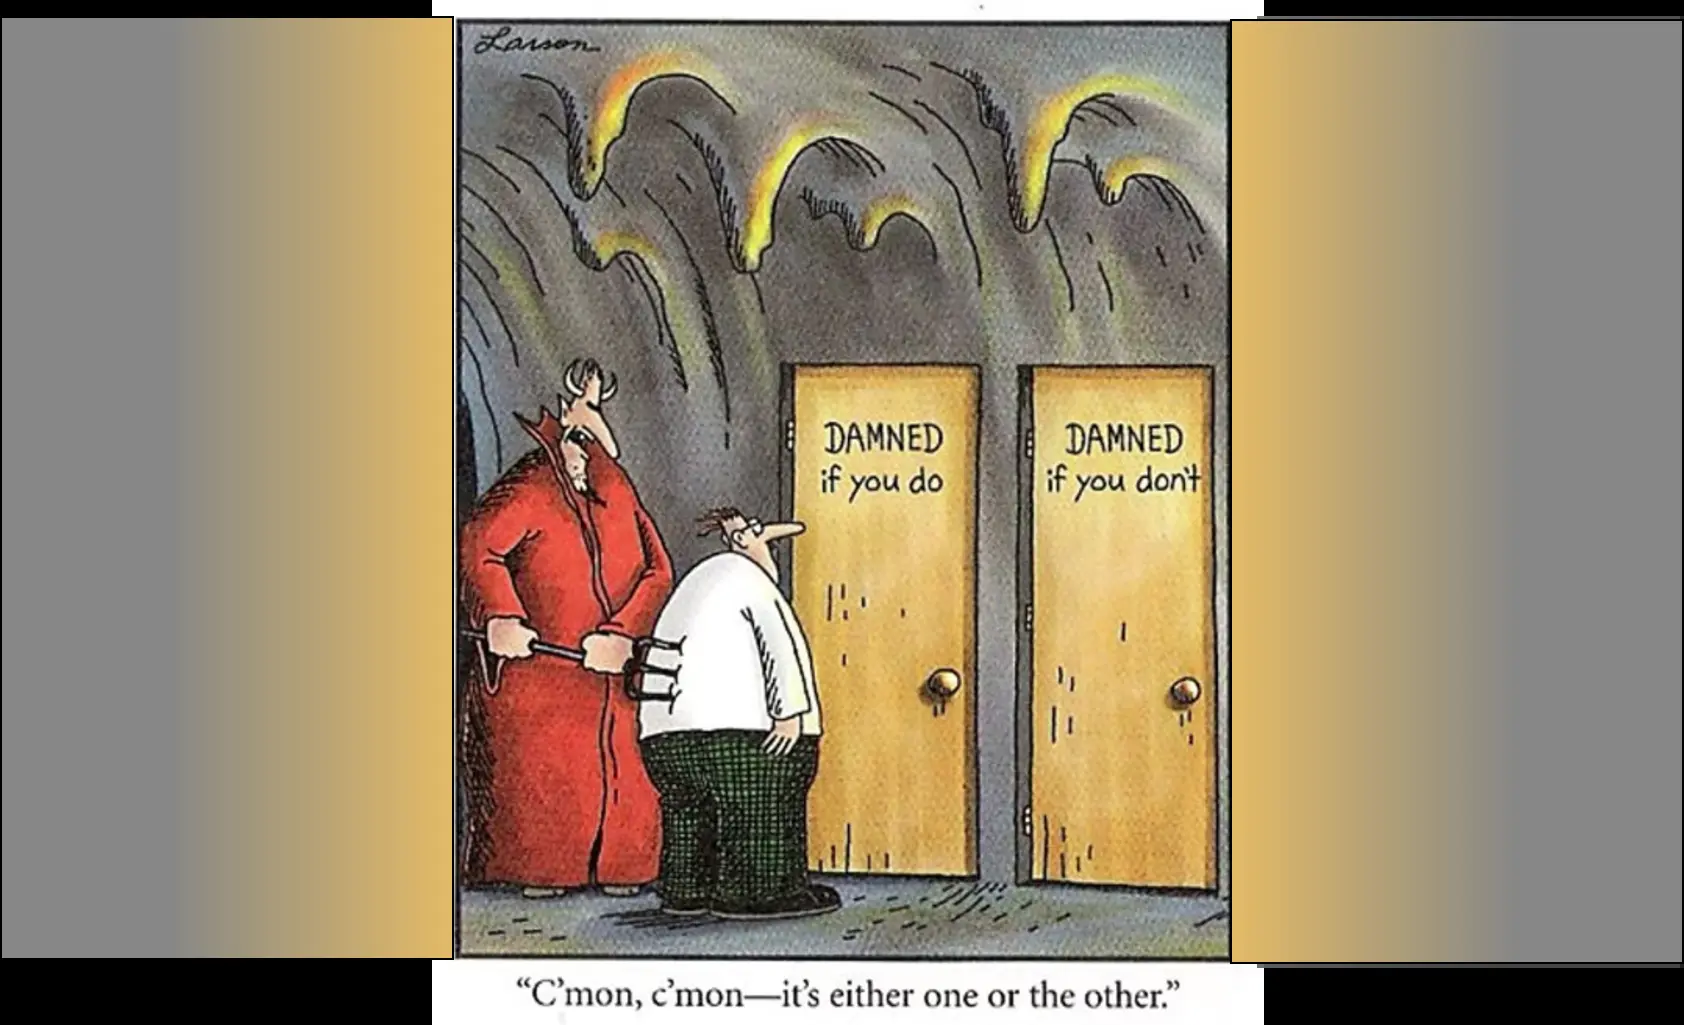 Larson
DAMNED
if you do
DAMNED
if you don't
“C’mon, c’mon—it’s either one or the other.”